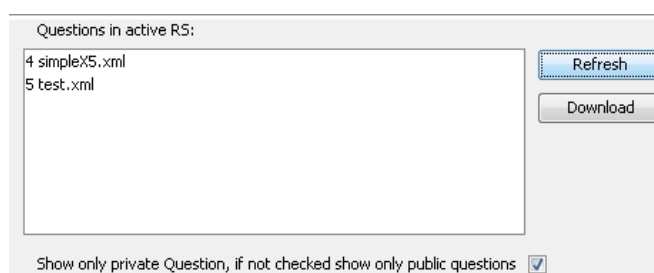 Questions in active RS:
4 simpleX5.xml
Refresh
5 test.xml
Download
Show only private Question, if not checked show only public questions